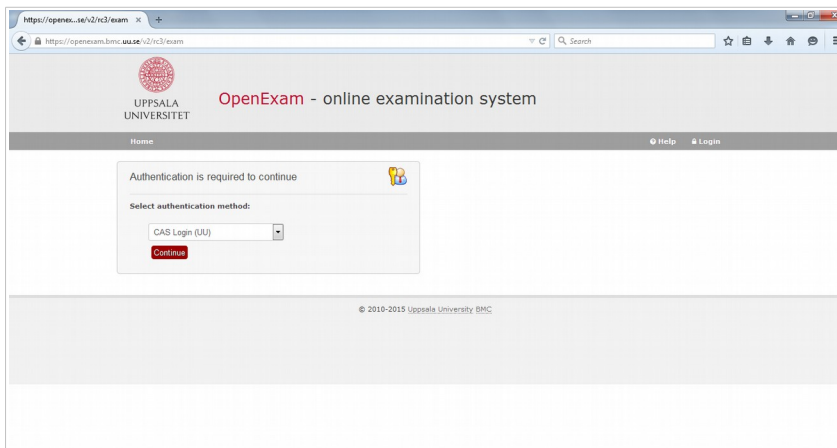 https://openex...se/v2/rc3/exam
https://openexam.bmc.uu.se/v2/rc3/exam
Search
UPPSALA
UNIVERSITET
OpenExam - online examination system
Home
Help
Login
Authentication is required to continue
Select authentication method:
CAS Login (UU)
Continue
© 2010-2015 Uppsala University BMC